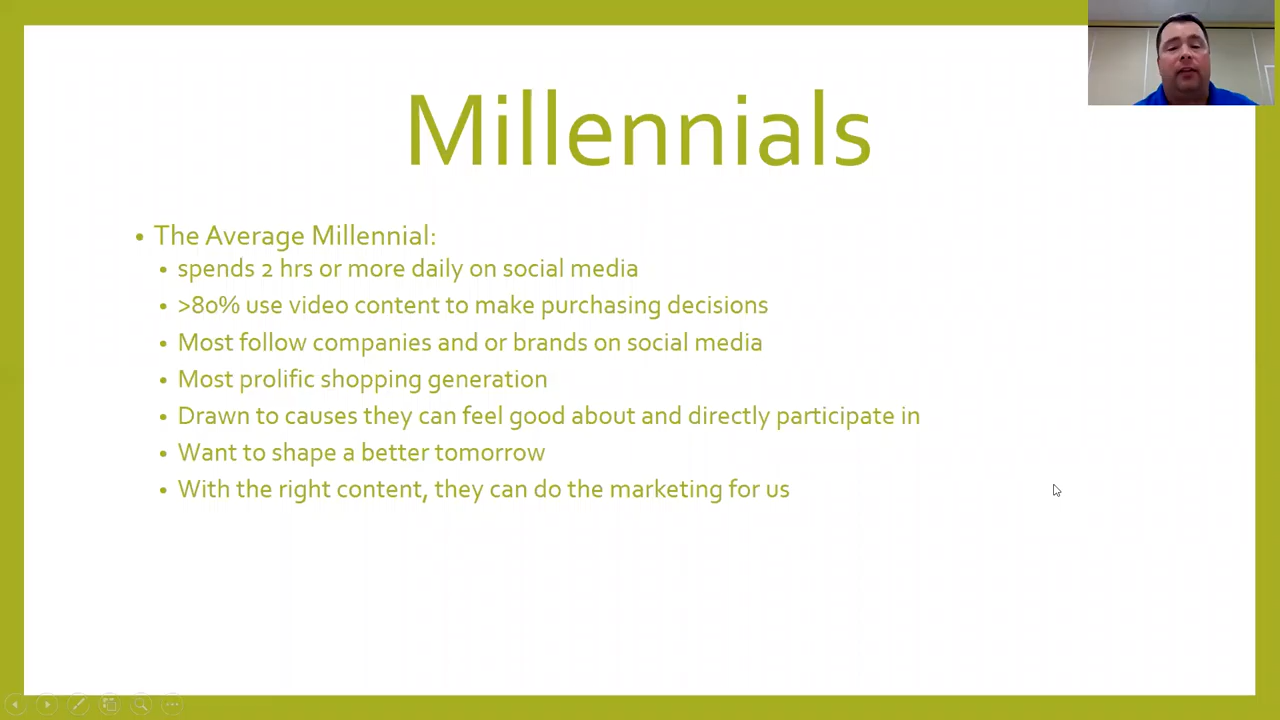 Millennials
The Average Millennial:
spends 2 hrs or more daily on social media
>80% use video content to make purchasing decisions
Most follow companies and or brands on social media
Most prolific shopping generation
Drawn to causes they can feel good about and directly participate in
Want to shape a better tomorrow
With the right content, they can do the marketing for us